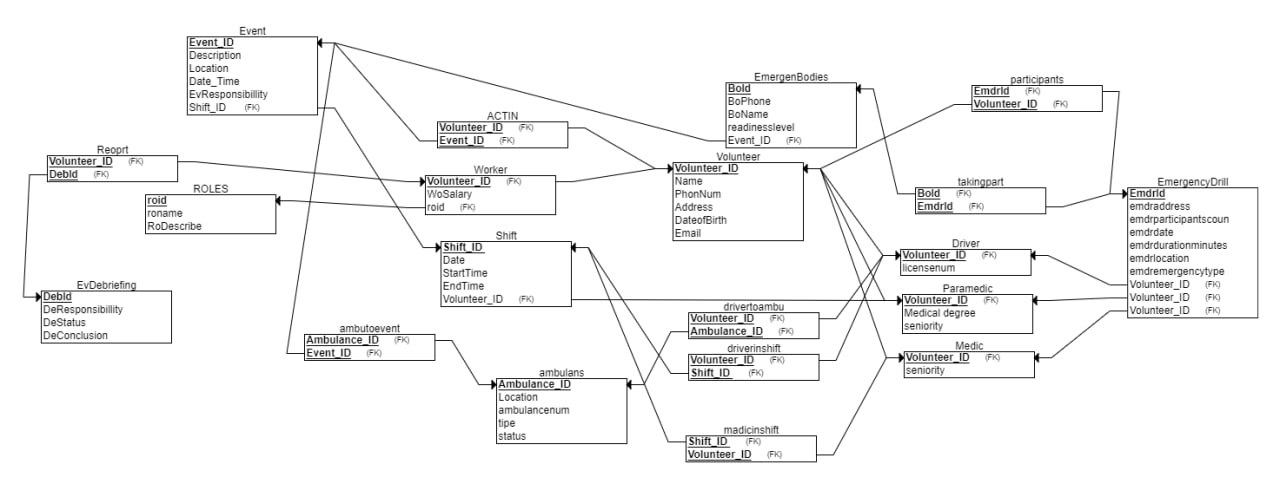 Event
Event_ID
Description
Location
Date_Time
EvResponsibillity
Shift_ID (FK)
ACTIN
Volunteer_ID (FK)
Event_ID (FK)
EmergenBodies
BoId
BoPhone
BoName
readinesslevel
Event_ID (FK)
participants
EmdrId (FK)
Volunteer_ID (FK)
Reoprt
Volunteer_ID (FK)
DebId (FK)
ROLES
roid
roname
RoDescribe
Worker
Volunteer_ID (FK)
WoSalary
roid (FK)
Volunteer
Volunteer_ID
Name
PhonNum
Address
DateofBirth
Email
takingpart
BoId (FK)
EmdrId (FK)
EmergencyDrill
EmdrId
emdraddress
emdrparticipantscoun
emdrdate
emdrdurationminutes
emdrlocation
emdremergencytype
Volunteer_ID (FK)
Volunteer_ID (FK)
Volunteer_ID (FK)
Shift
Shift_ID
Date
StartTime
EndTime
Volunteer_ID (FK)
Driver
Volunteer_ID (FK)
licensenum
Paramedic
Volunteer_ID (FK)
Medical degree
seniority
Medic
Volunteer_ID (FK)
seniority
EvDebriefing
DebId
DeResponsibility
DeStatus
DeConclusion
ambutoevent
Ambulance_ID (FK)
Event_ID (FK)
drivertoambu
Volunteer_ID (FK)
Ambulance_ID (FK)
driverinshift
Volunteer_ID (FK)
Shift_ID (FK)
ambulans
Ambulance_ID
Location
ambulancenum
tipe
status
madicinshift
Shift_ID (FK)
Volunteer_ID (FK)